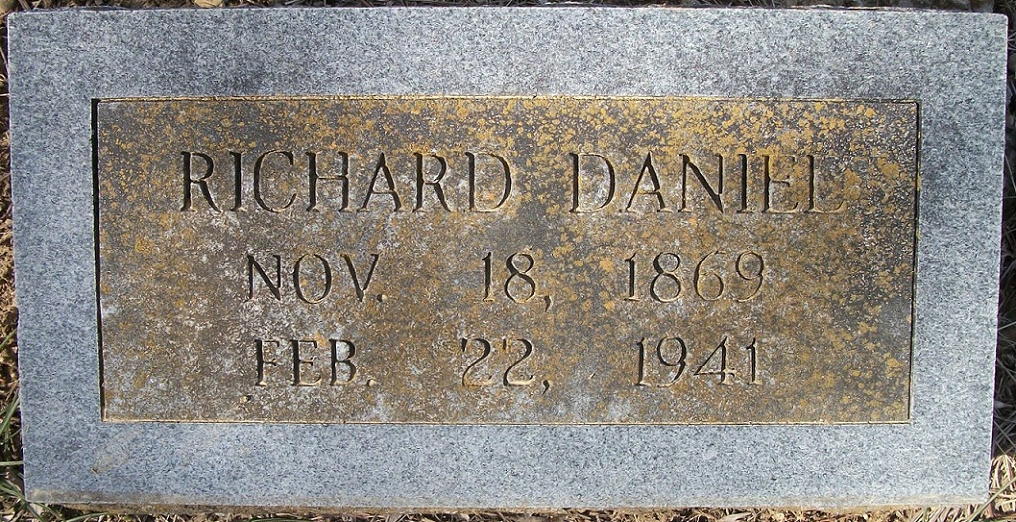 RICHARD DANIEL
NOV. 18, 1869
FEB. 22, 1941